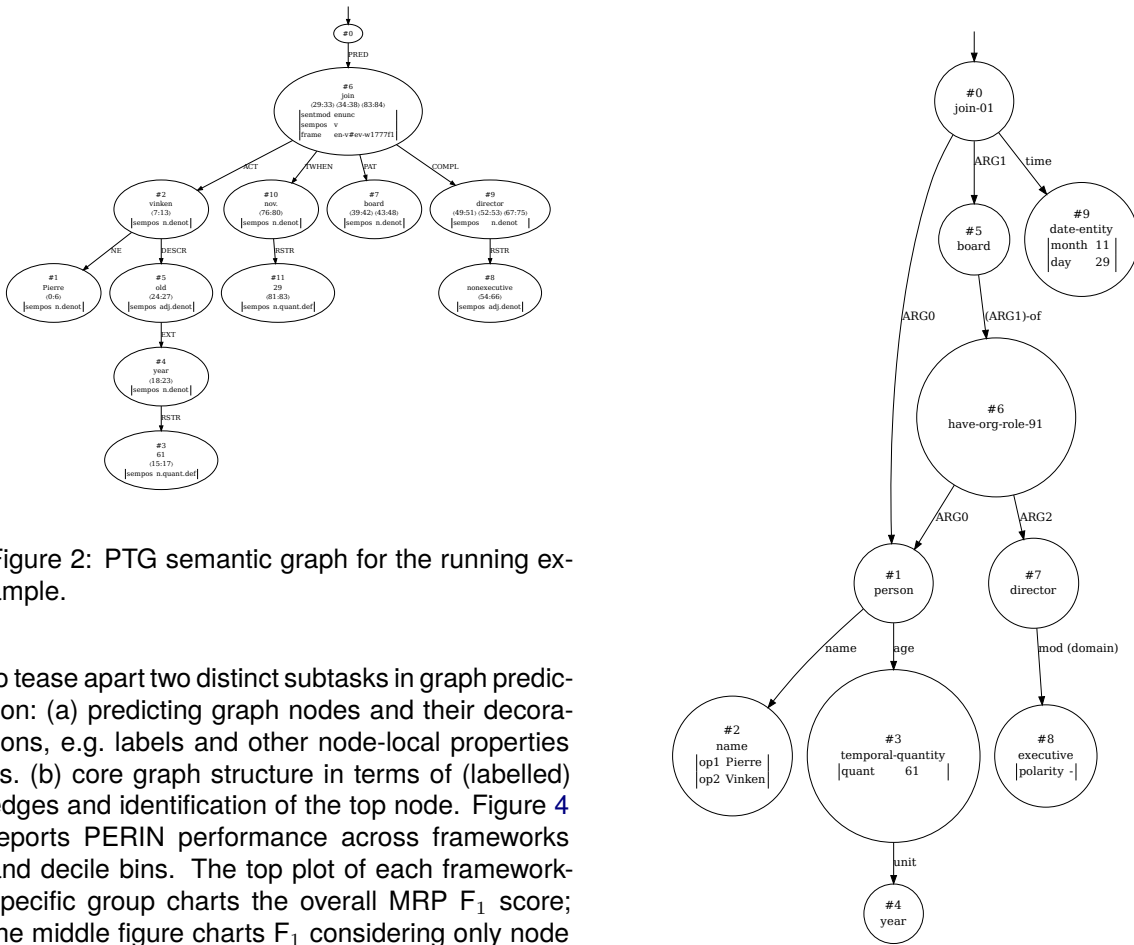 #0
PRED
#6
join
⟨29:33⟩ ⟨34:38⟩ ⟨83:84⟩
sentmod enunc
sempos v
frame en-v#ev-w1777f1
ACT
TWHEN
PAT
COMPL
#2
vinken
⟨7:13⟩
sempos n.denot
#10
nov.
⟨76:80⟩
sempos n.denot
#7
board
⟨39:42⟩ ⟨43:48⟩
sempos n.denot
#9
director
⟨49:51⟩ ⟨52:53⟩ ⟨67:75⟩
sempos n.denot
NE
DESCR
RSTR
RSTR
#1
Pierre
⟨0:6⟩
sempos n.denot
#5
old
⟨24:27⟩
sempos adj.denot
#11
29
⟨81:83⟩
sempos n.quant.def
#8
nonexecutive
⟨54:66⟩
sempos adj.denot
EXT
#4
year
⟨18:23⟩
sempos n.denot
RSTR
#3
61
⟨15:17⟩
sempos n.quant.def
igure 2: PTG semantic graph for the running ex-
mple.
o tease apart two distinct subtasks in graph predic-
on: (a) predicting graph nodes and their decora-
ons, e.g. labels and other node-local properties
s. (b) core graph structure in terms of (labelled)
edges and identification of the top node. Figure 4
eports PERIN performance across frameworks
nd decile bins. The top plot of each framework-
pecific group charts the overall MRP F1 score;
he middle figure charts F1 considering only node
#0
join-01
ARG1
time
#5
board
#9
date-entity
month 11
day 29
ARG0
(ARG1)-of
#6
have-org-role-91
ARG0
ARG2
#1
person
#7
director
name
age
mod (domain)
#2
name
op1 Pierre
op2 Vinken
#3
temporal-quantity
quant 61
#8
executive
polarity -
unit
#4
year